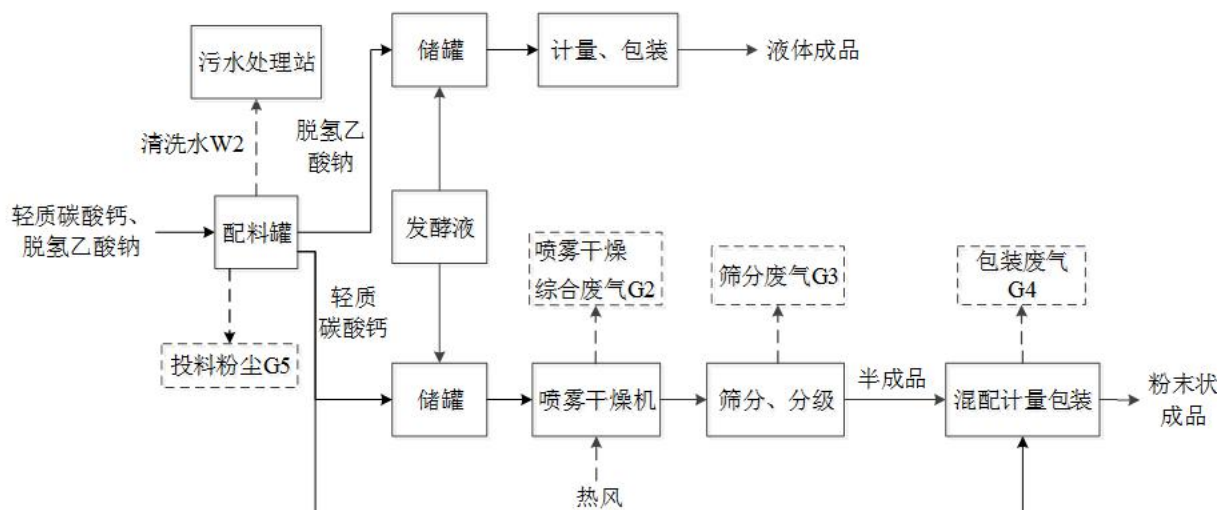 污水处理站
储罐
计量、包装
液体成品
清洗水W2
脱氢乙
酸钠
轻质碳酸钙、
脱氢乙酸钠
配料罐
发酵液
喷雾干燥
综合废气G2
筛分废气G3
包装废气
G4
轻质
碳酸钙
投料粉尘G5
储罐
喷雾干燥机
筛分、分级
半成品
混配计量包装
粉末状
成品
热风